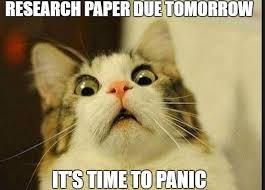 RESEARCH PAPER DUE TOMORROW
IT'S TIME TO PANIC